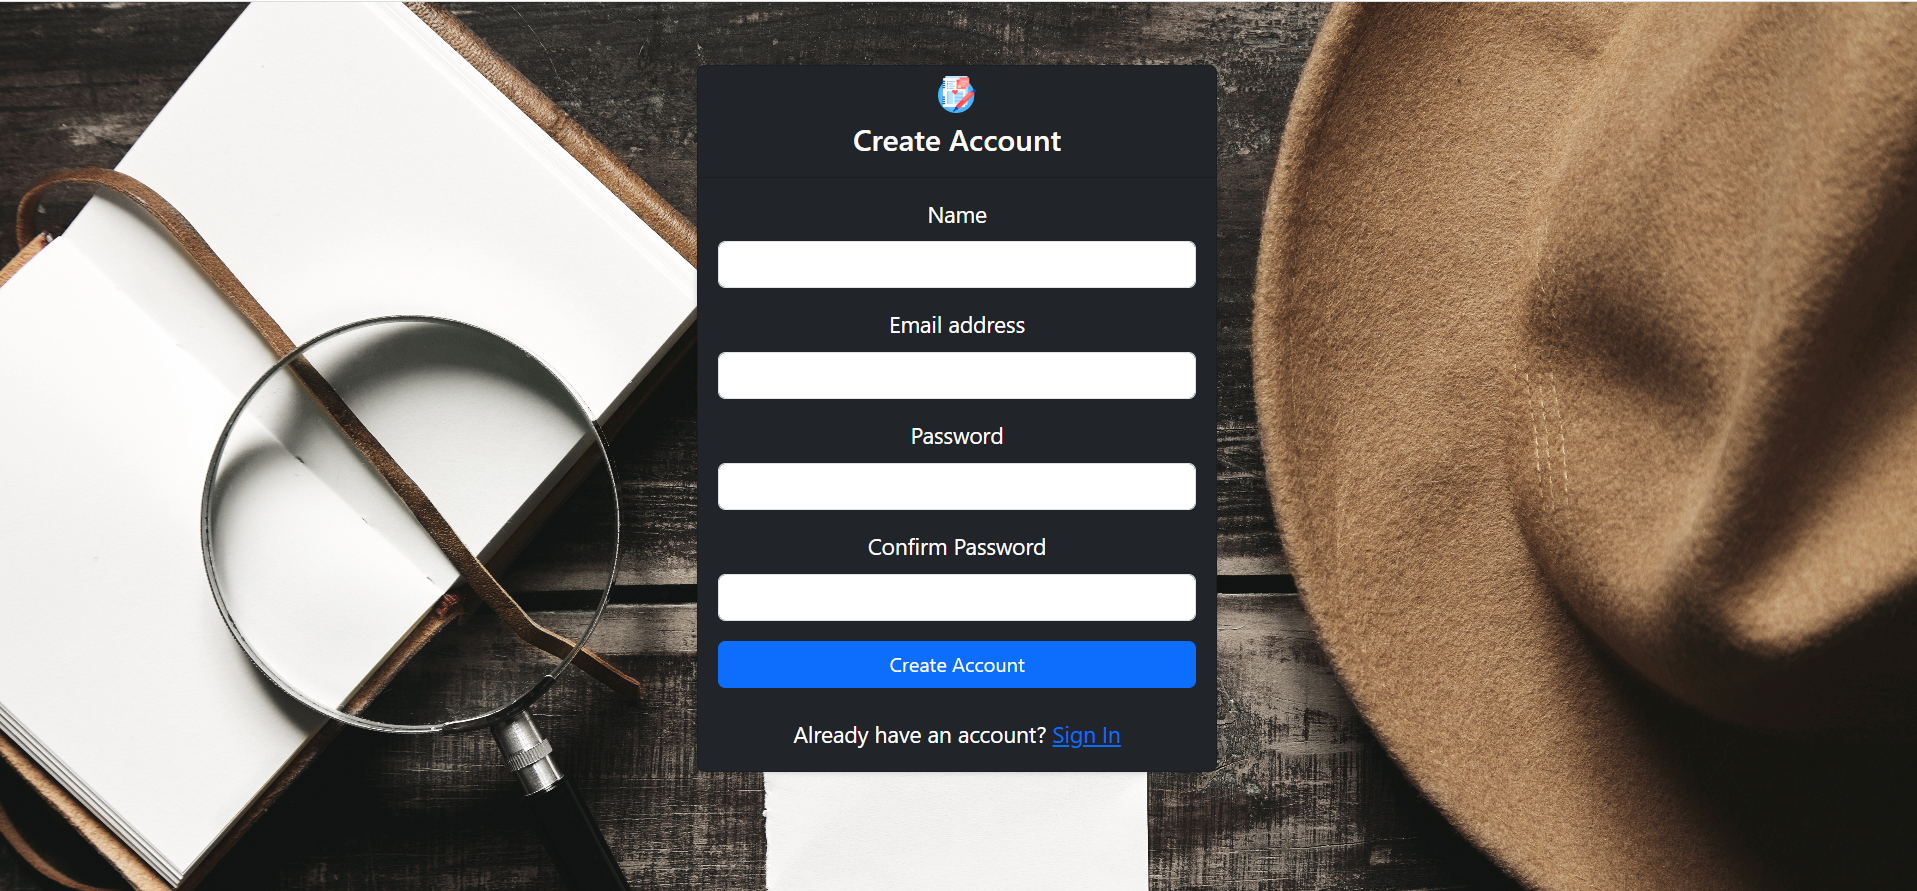 Create Account
Name
Email address
Password
Confirm Password
Create Account
Already have an account? Sign In